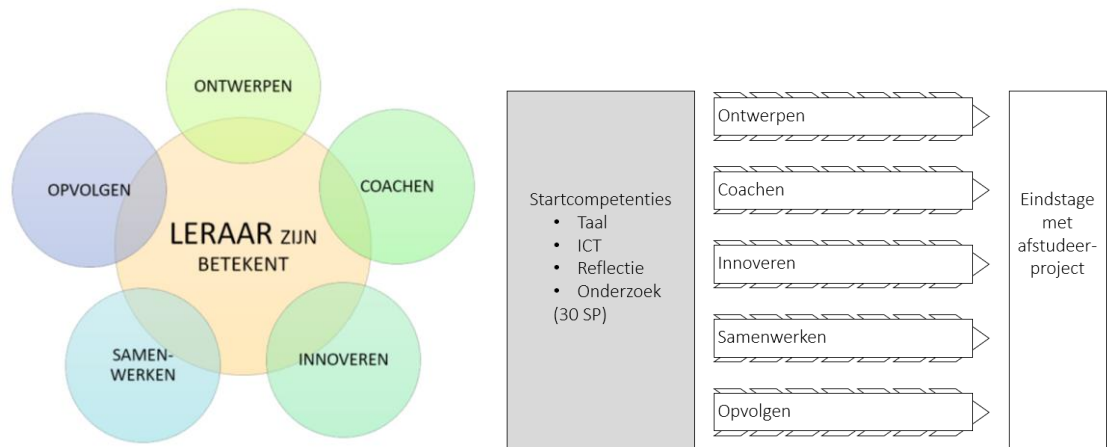 ONTWERPEN
COACHEN
OPVOLGEN
LERAAR ZIJN
BETEKENT
SAMEN-
WERKEN
INNOVEREN
Startcompetenties
• Taal
• ICT
• Reflectie
• Onderzoek
(30 SP)
Ontwerpen
Coachen
Innoveren
Samenwerken
Opvolgen
Eindstage
met
afstudeer-
project